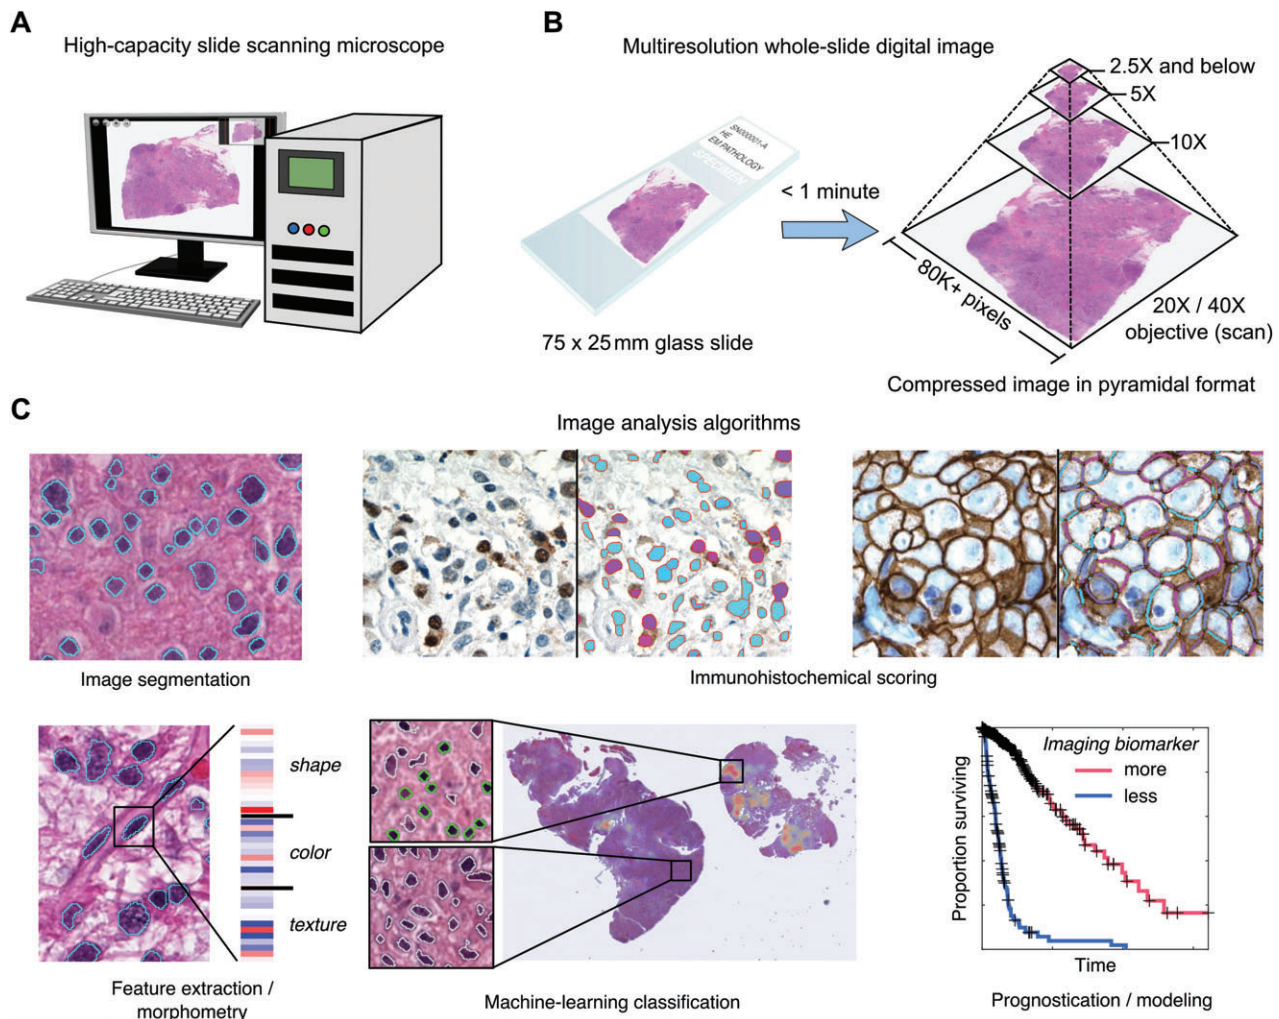 A
High-capacity slide scanning microscope
B
Multiresolution whole-slide digital image
SN000001-A
HE
EM PATHOLOGY
SPECIMEN
< 1 minute
75 x 25 mm glass slide
2.5X and below
5X
10X
80K+ pixels
20X / 40X
objective (scan)
Compressed image in pyramidal format
C
Image analysis algorithms
Image segmentation
Immunohistochemical scoring
shape
color
texture
Feature extraction /
morphometry
Machine-learning classification
Imaging biomarker
more
less
Proportion surviving
Time
Prognostication / modeling